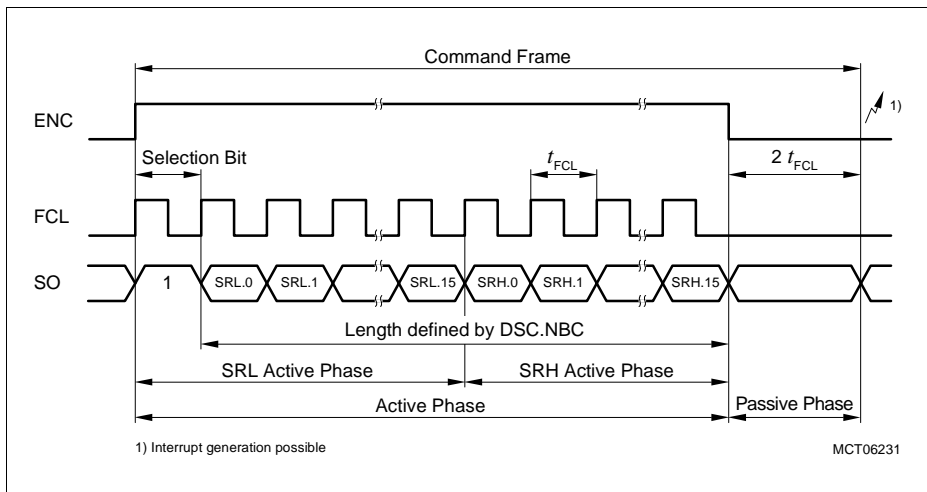 Command Frame
ENC
1)
Selection Bit
t FCL
2 t FCL
FCL
SO
1
SRL.0
SRL.1
SRL.15
SRH.0
SRH.1
SRH.15
Length defined by DSC.NBC
SRL Active Phase
SRH Active Phase
Active Phase
Passive Phase
1) Interrupt generation possible
MCT06231